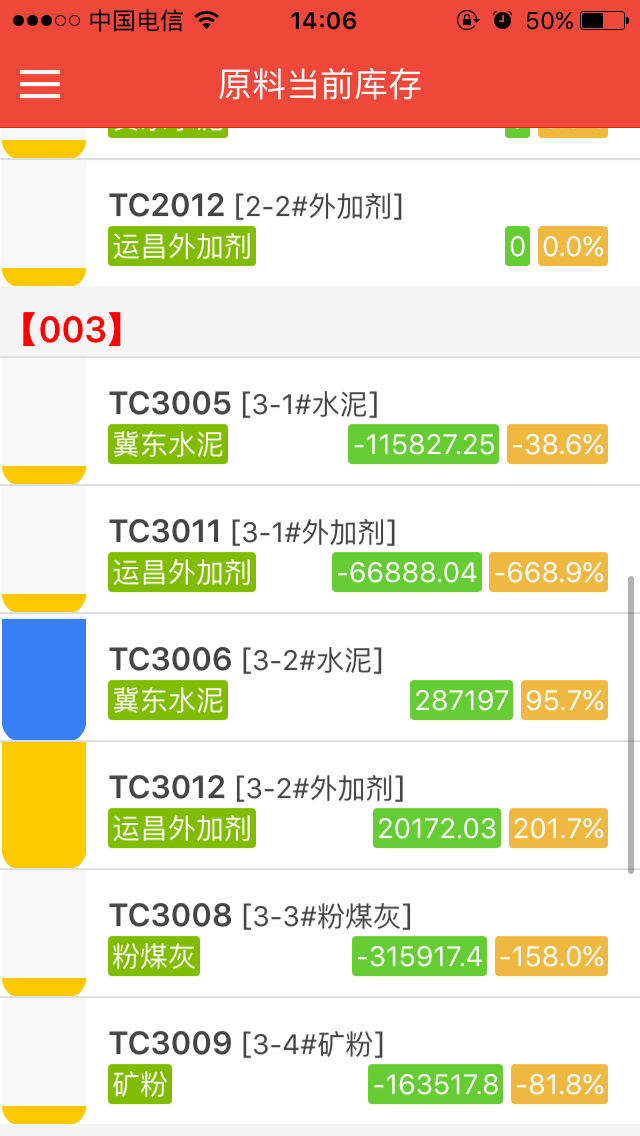 中国电信 14:06 50%
原料当前库存
TC2012 [2-2#外加剂]
运昌外加剂 0 0.0%
【003】
TC3005 [3-1#水泥]
冀东水泥 -115827.25 -38.6%
TC3011 [3-1#外加剂]
运昌外加剂 -66888.04 -668.9%
TC3006 [3-2#水泥]
冀东水泥 287197 95.7%
TC3012 [3-2#外加剂]
运昌外加剂 20172.03 201.7%
TC3008 [3-3#粉煤灰]
粉煤灰 -315917.4 -158.0%
TC3009 [3-4#矿粉]
矿粉 -163517.8 -81.8%